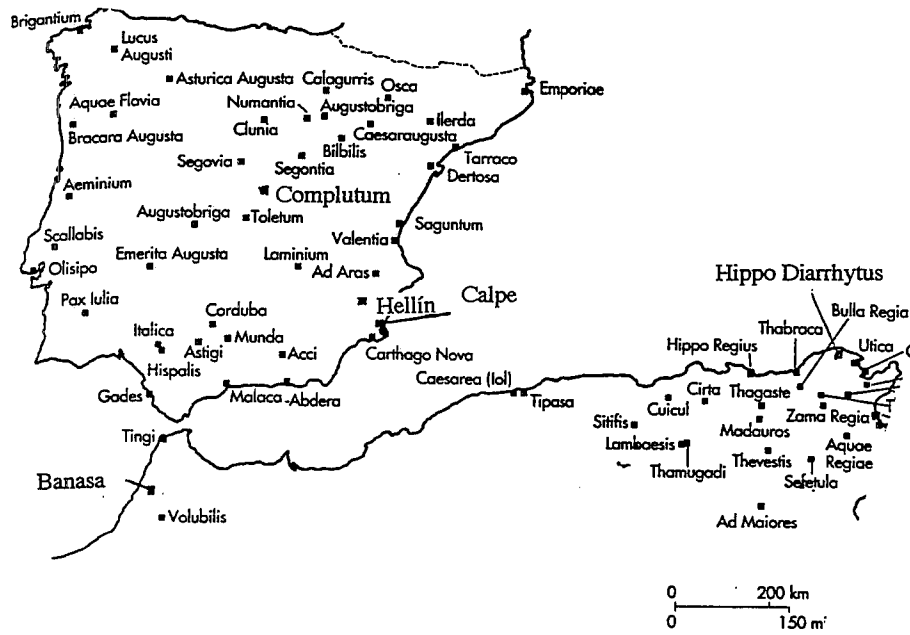 Brigantium
Lucus
Augusti
Asturica Augusta
Calagurris
Osca
Emporiae
Aquae Flavia
Numantia
Augustobriga
Ilerda
Bracara Augusta
Clunia
Caesaraugusta
Bilbilis
Tarraco
Segovia
Segontia
Dertosa
Aeminium
Complutum
Augustobriga
Toletum
Saguntum
Scallabis
Valentia
Emerita Augusta
Laminium
Olisipo
Ad Aras
Hippo Diarrhytus
Pax Iulia
Hellín
Calpe
Bulla Regia
Corduba
Thabraca
Italica
Munda
Utica
Astigi
Acci
Carthago Nova
Hippo Regius
Hispalis
Gades
Malaca
-Abdera
Caesarea (Iol)
Tipasa
Cuicul
Cirta
Thagaste
Zama Regia
Sitifis
Madauros
Tingi
Lambaesis
Aquae
Regiae
Thamugadi
Thevestis
Sefetula
Banasa
Volubilis
Ad Maiores
0 200 km
0 150 m